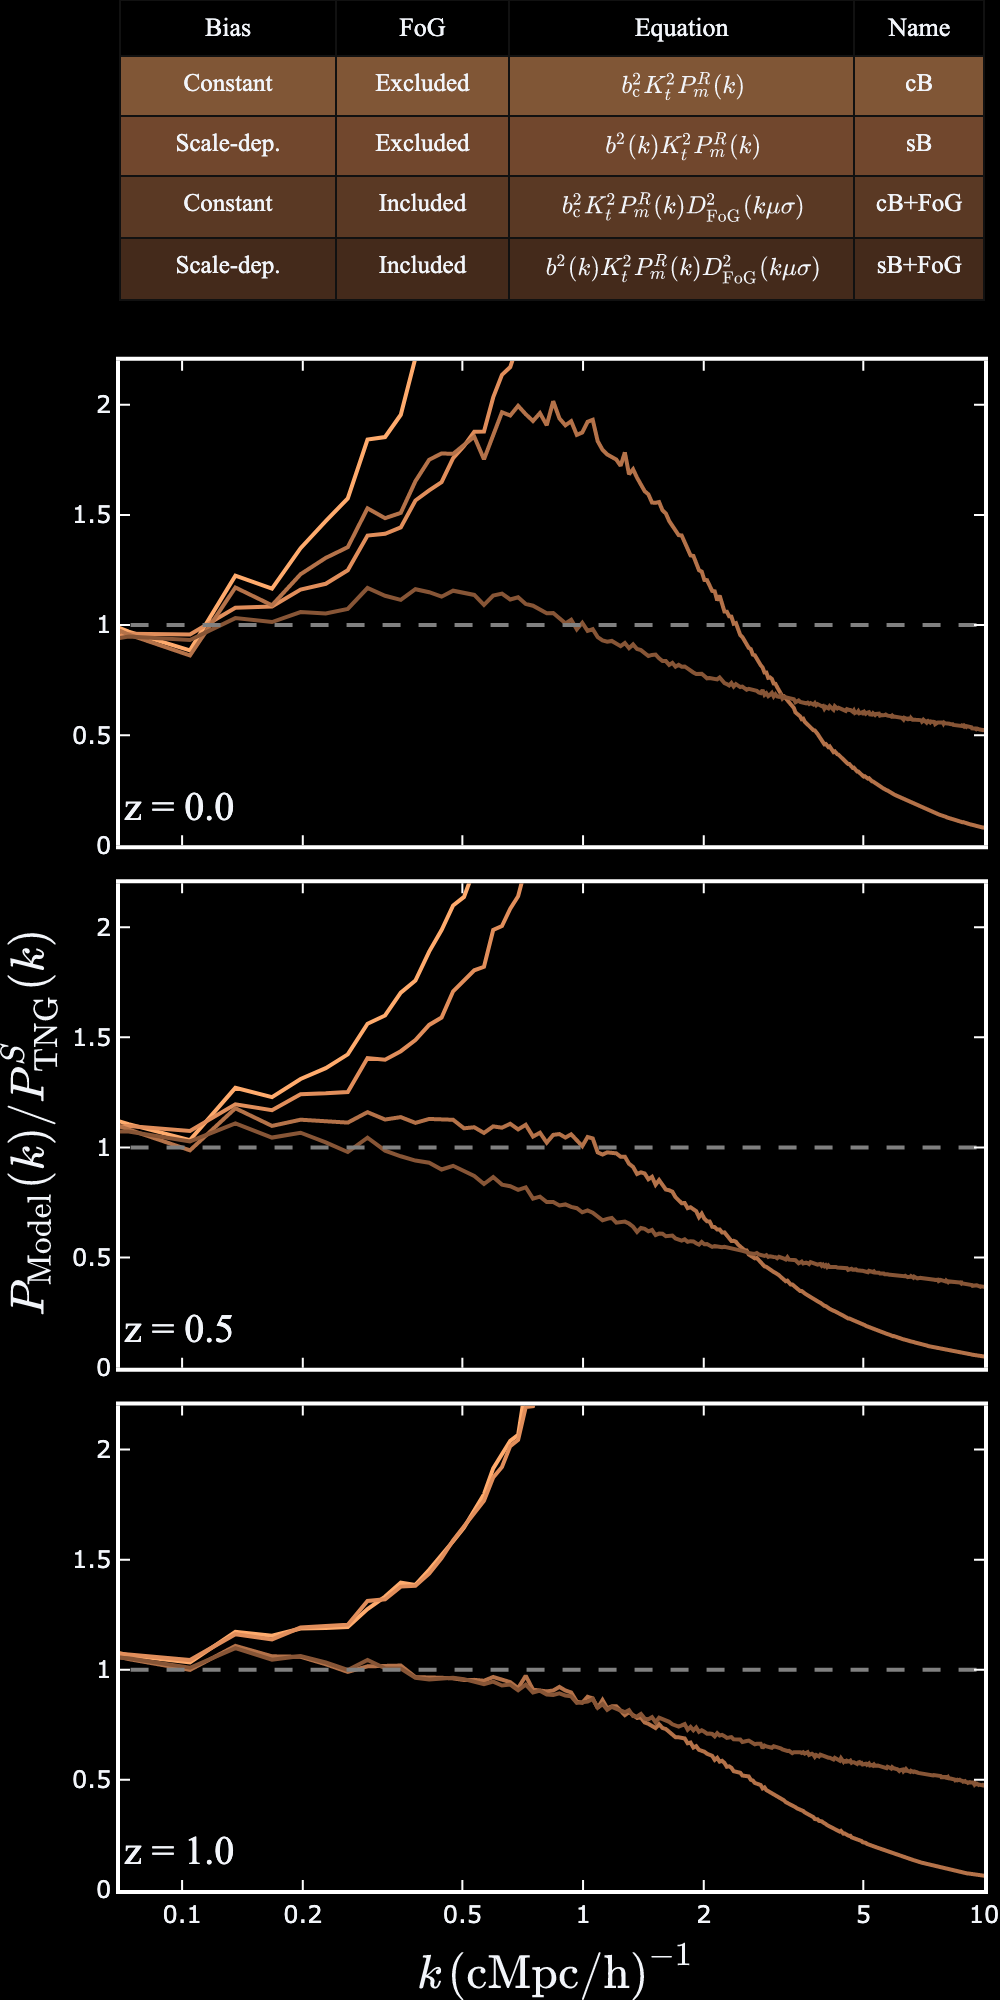 Bias FoG Equation Name
Constant Excluded b_c^2 K_t^2 P_m^R(k) cB
Scale-dep. Excluded b^2(k) K_t^2 P_m^R(k) sB
Constant Included b_c^2 K_t^2 P_m^R(k) D_FoG^2(kμσ) cB+FoG
Scale-dep. Included b^2(k) K_t^2 P_m^R(k) D_FoG^2(kμσ) sB+FoG
2
1.5
1
0.5
0
z = 0.0
P_Model(k)/P_TNG^S(k)
2
1.5
1
0.5
0
z = 0.5
2
1.5
1
0.5
0
z = 1.0
0.1 0.2 0.5 1 2 5 10
k (cMpc/h)^−1